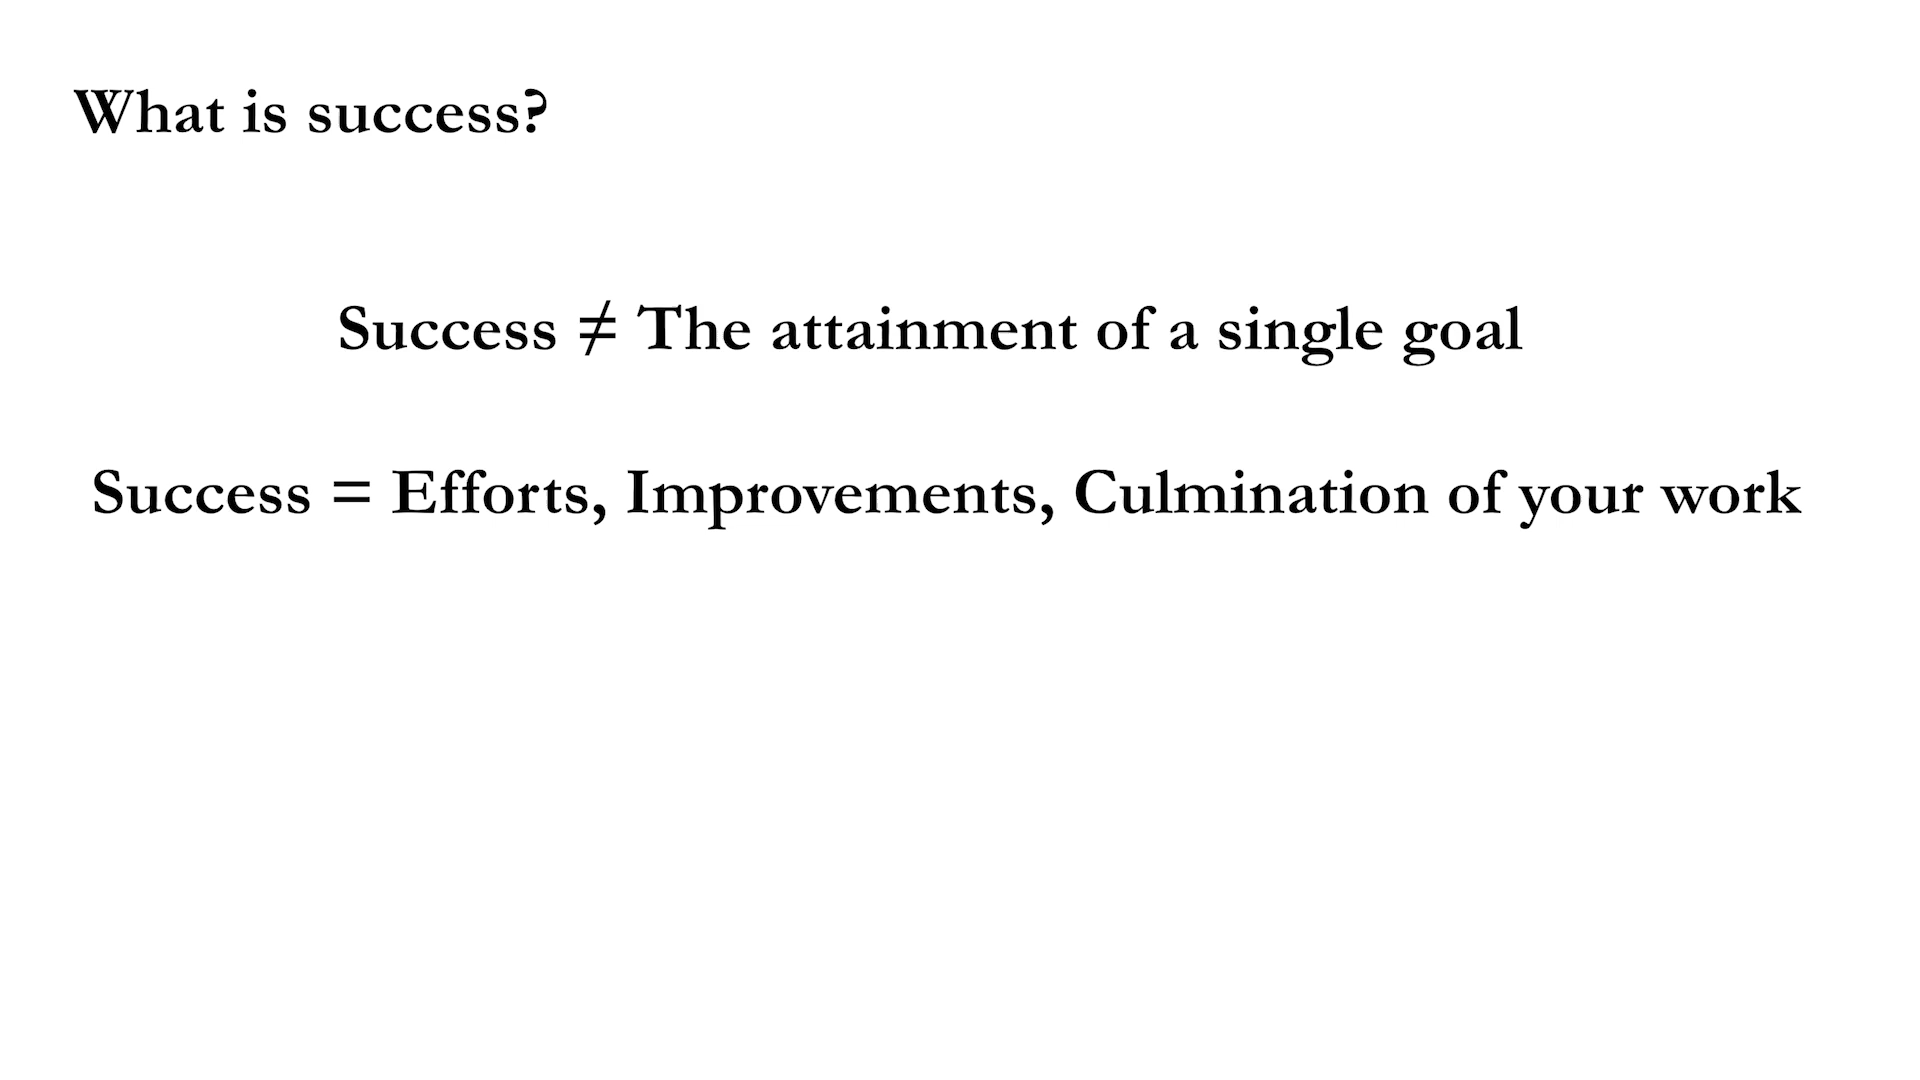 What is success?
Success ≠ The attainment of a single goal
Success = Efforts, Improvements, Culmination of your work